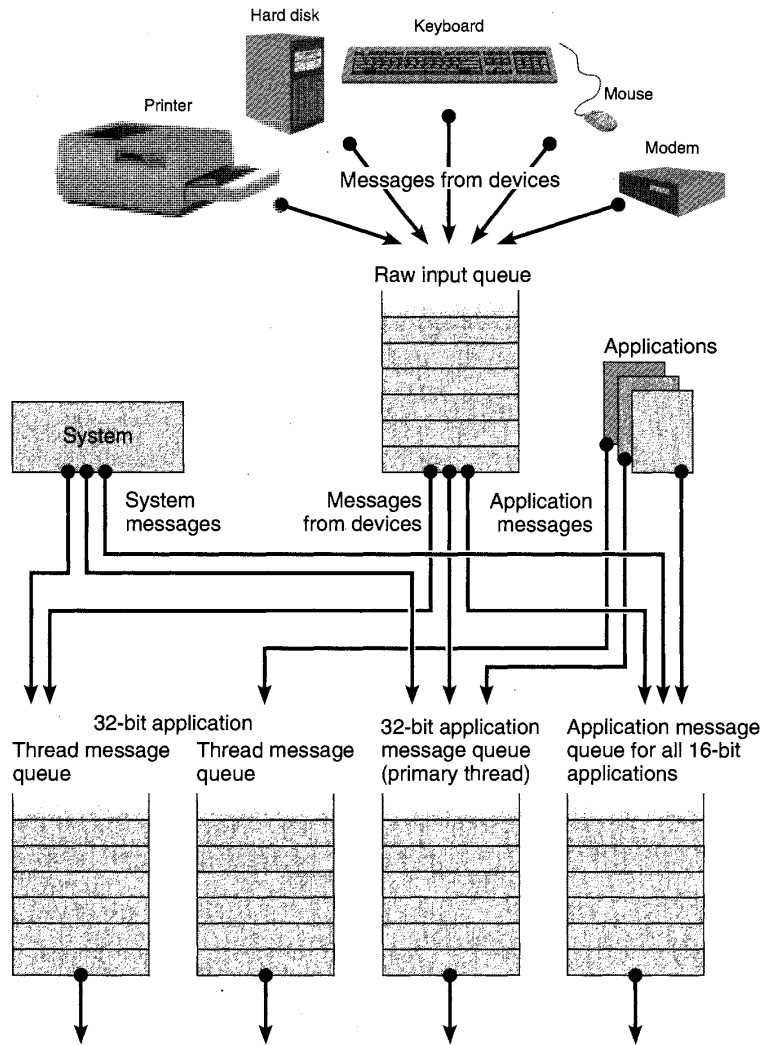 Hard disk
Keyboard
Printer
Mouse
Modem
Messages from devices
Raw input queue
Applications
System
System
messages
Messages
from devices
Application
messages
32-bit application
Thread message
queue
Thread message
queue
32-bit application
message queue
(primary thread)
Application message
queue for all 16-bit
applications